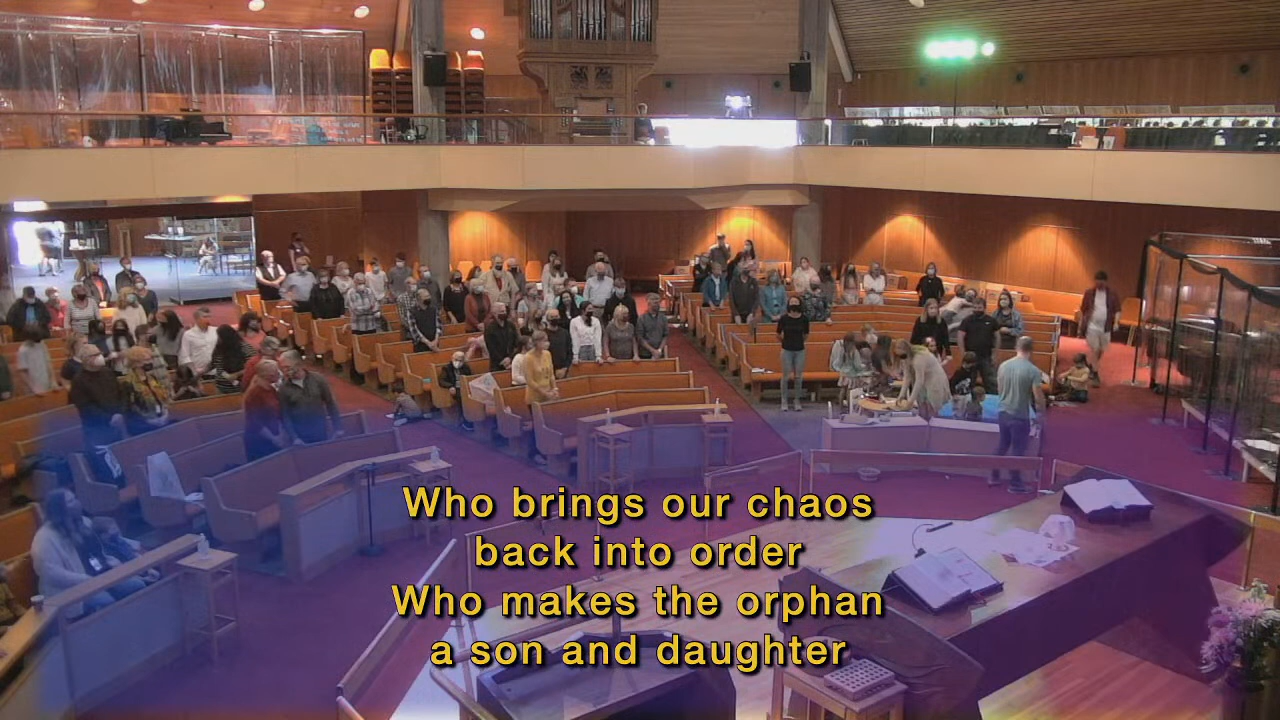 Who brings our chaos
back into order
Who makes the orphan
a son and daughter